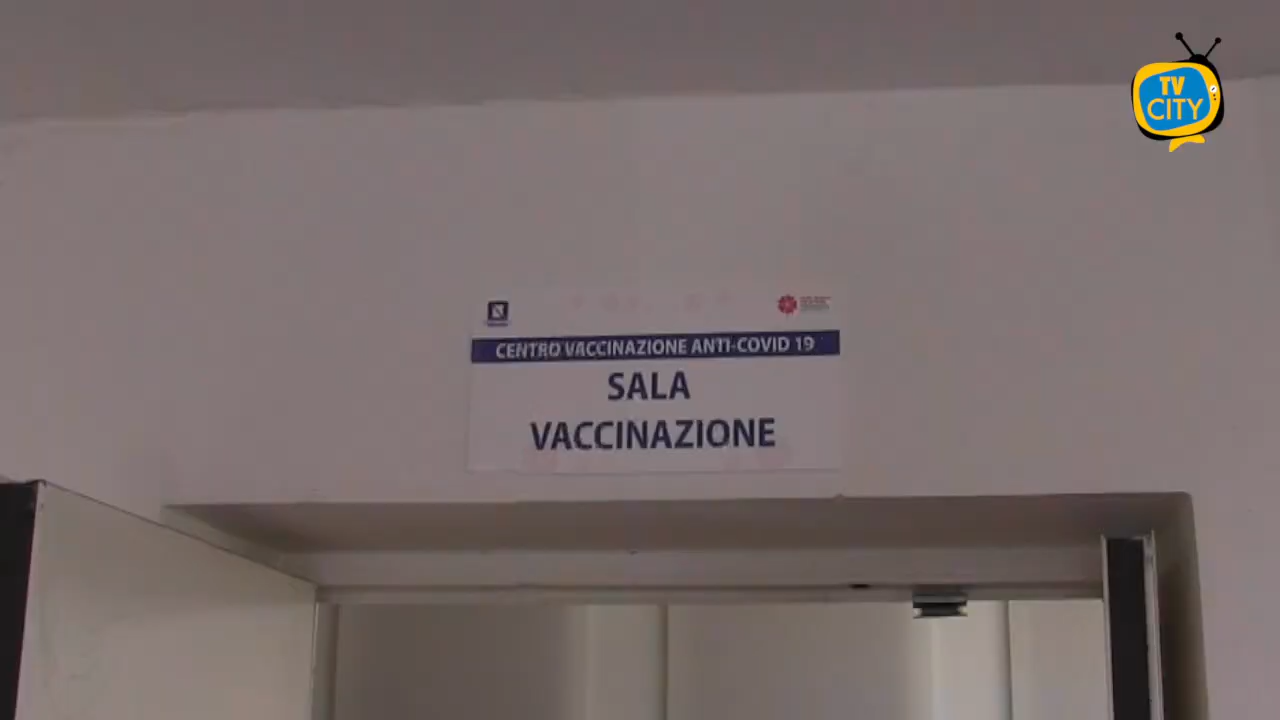 TV
CITY
CENTRO VACCINAZIONE ANTI-COVID 19
SALA
VACCINAZIONE